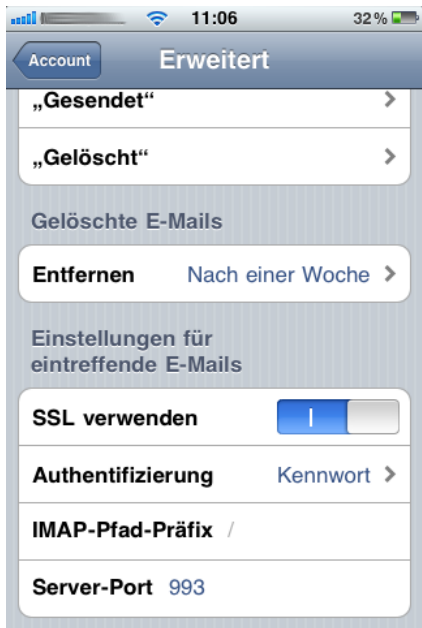 11:06 32%
Account Erweitert
„Gesendet“
„Gelöscht“
Gelöschte E-Mails
Entfernen Nach einer Woche
Einstellungen für
eintreffende E-Mails
SSL verwenden
Authentifizierung Kennwort
IMAP-Pfad-Präfix /
Server-Port 993